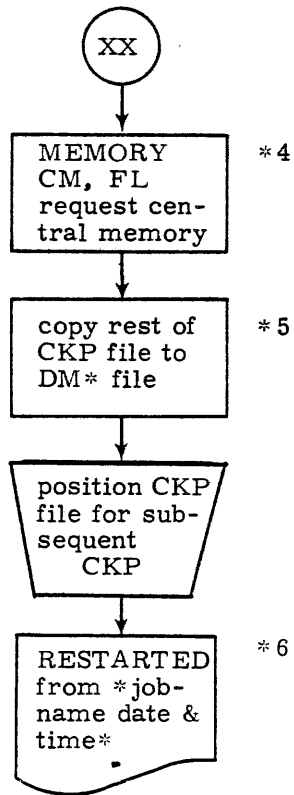 XX
MEMORY *4
CM, FL
request cen-
tral memory
copy rest of *5
CKP file to
DM* file
position CKP
file for sub-
sequent
CKP
RESTARTED *6
from *job-
name date &
time*